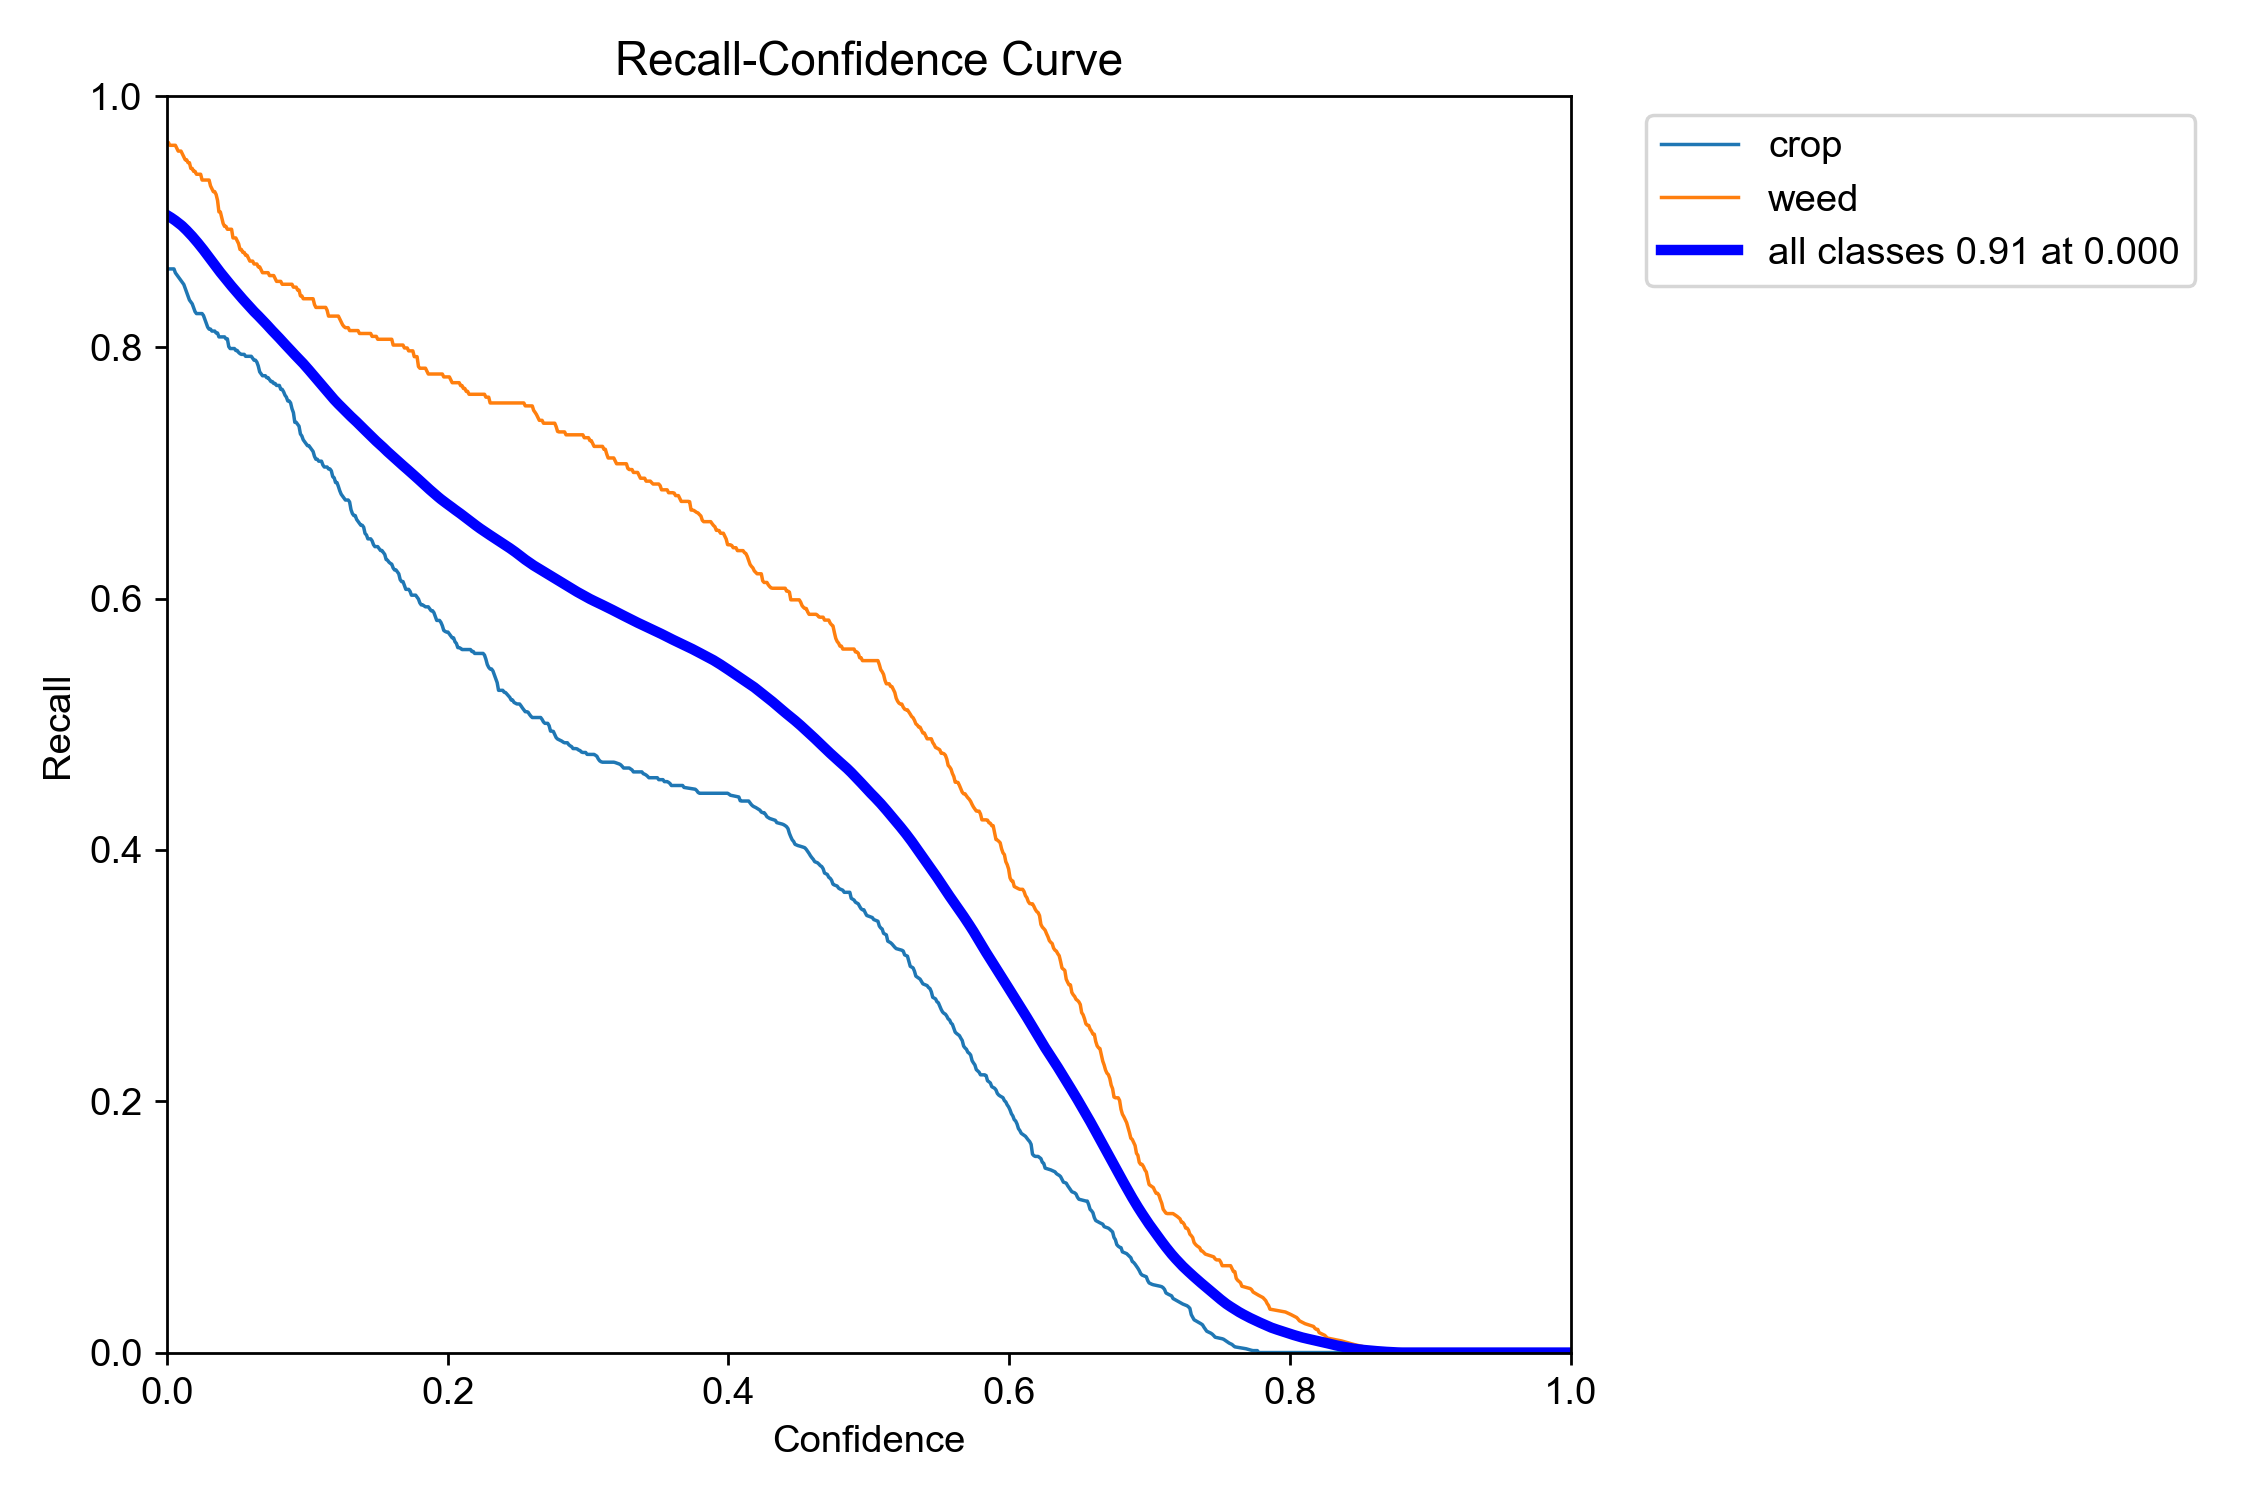 Recall-Confidence Curve
1.0
0.8
0.6
0.4
0.2
0.0
Recall
0.0 0.2 0.4 0.6 0.8 1.0
Confidence
crop
weed
all classes 0.91 at 0.000